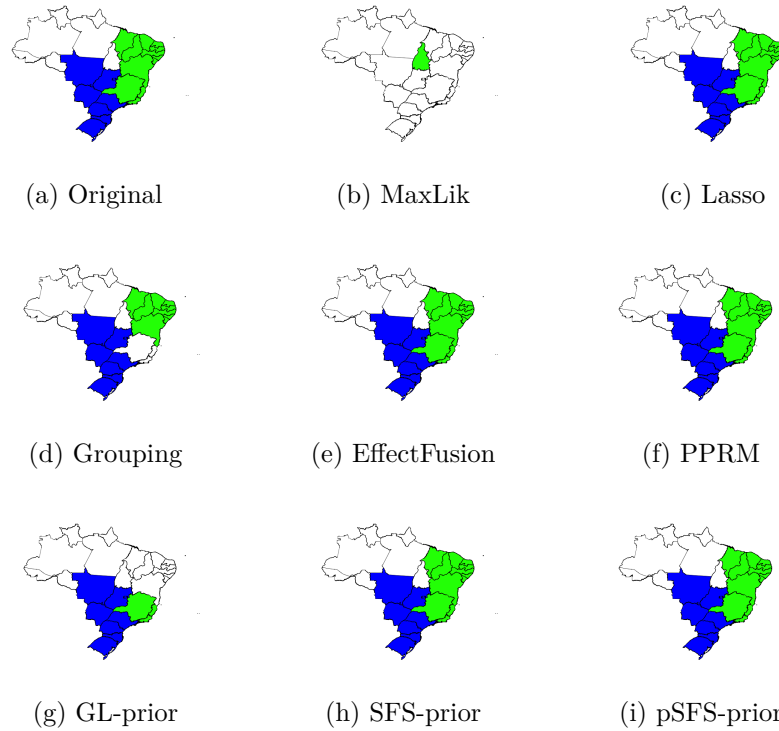 (a) Original (b) MaxLik (c) Lasso
(d) Grouping (e) EffectFusion (f) PPRM
(g) GL-prior (h) SFS-prior (i) pSFS-prior